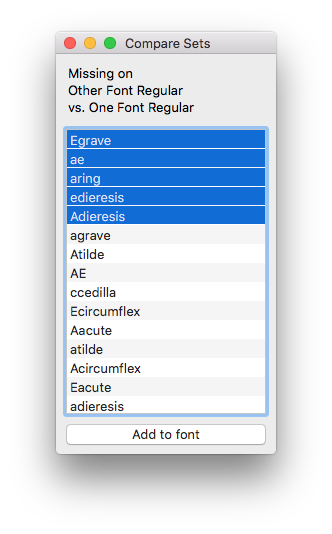 Compare Sets
Missing on
Other Font Regular
vs. One Font Regular
Egrave
ae
aring
edieresis
Adieresis
agrave
Atilde
AE
ccedilla
Ecircumflex
Aacute
atilde
Acircumflex
Eacute
adieresis
Add to font